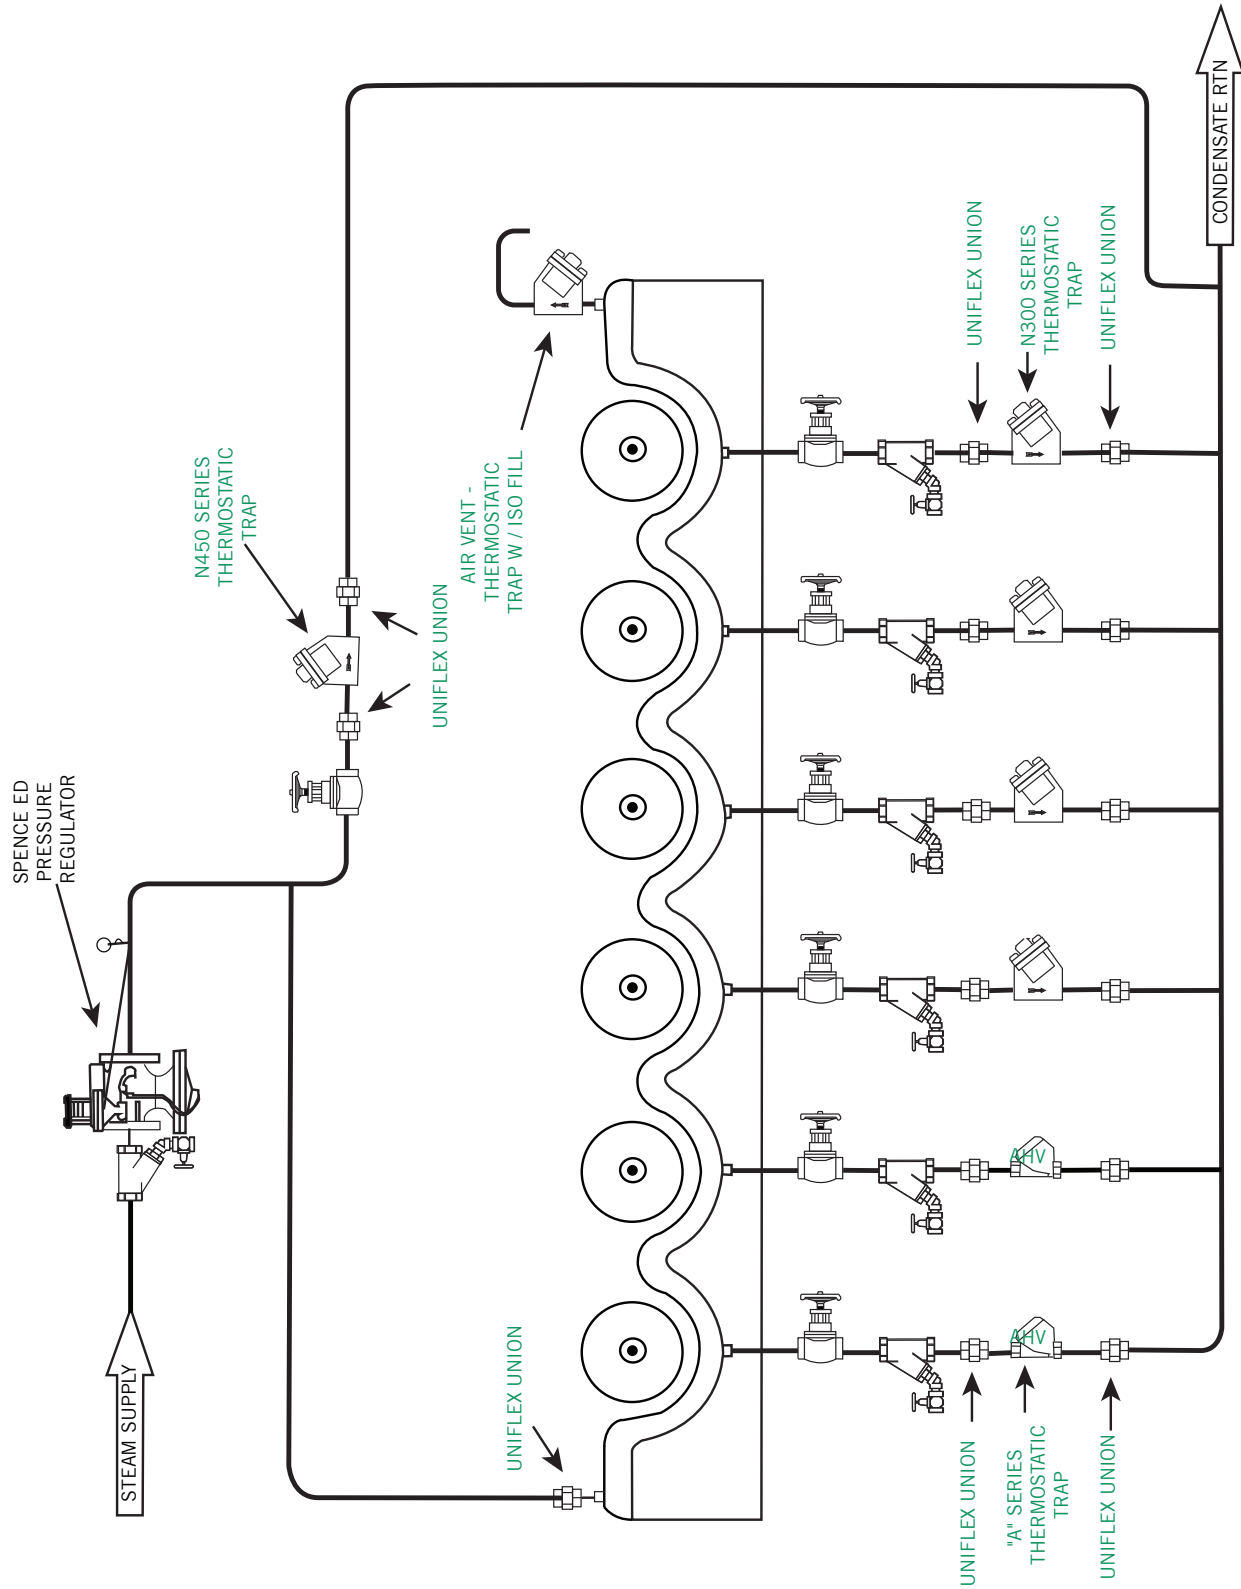 STEAM SUPPLY
SPENCE ED
PRESSURE
REGULATOR
N450 SERIES
THERMOSTATIC
TRAP
UNIFLEX UNION
AIR VENT -
THERMOSTATIC
TRAP W / ISO FILL
UNIFLEX UNION
UNIFLEX UNION
N300 SERIES
THERMOSTATIC
TRAP
UNIFLEX UNION
AHV
AHV
UNIFLEX UNION
"A" SERIES
THERMOSTATIC
TRAP
UNIFLEX UNION
CONDENSATE RTN